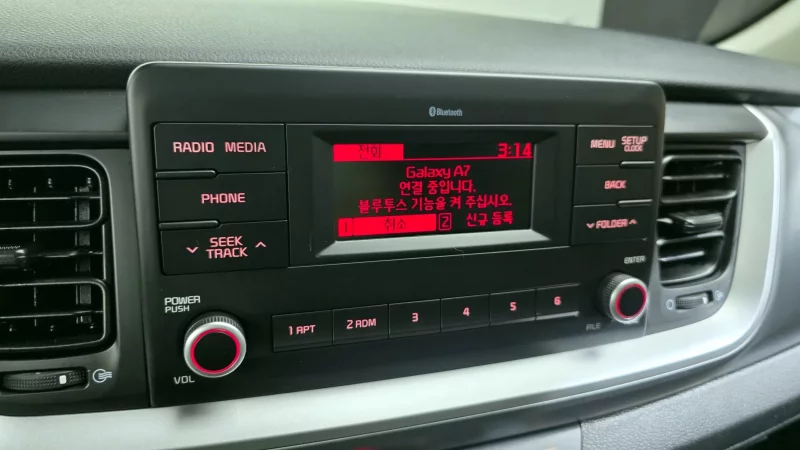 Bluetooth
RADIO MEDIA
PHONE
SEEK
TRACK
전화 3:14
Galaxy A7
연결 중입니다.
블루투스 기능을 켜 주십시오.
1 취소 2 신규 등록
MENU SETUP
CLOCK
BACK
FOLDER
POWER
PUSH
VOL
1 RPT 2 RDM 3 4 5 6
ENTER
FILE